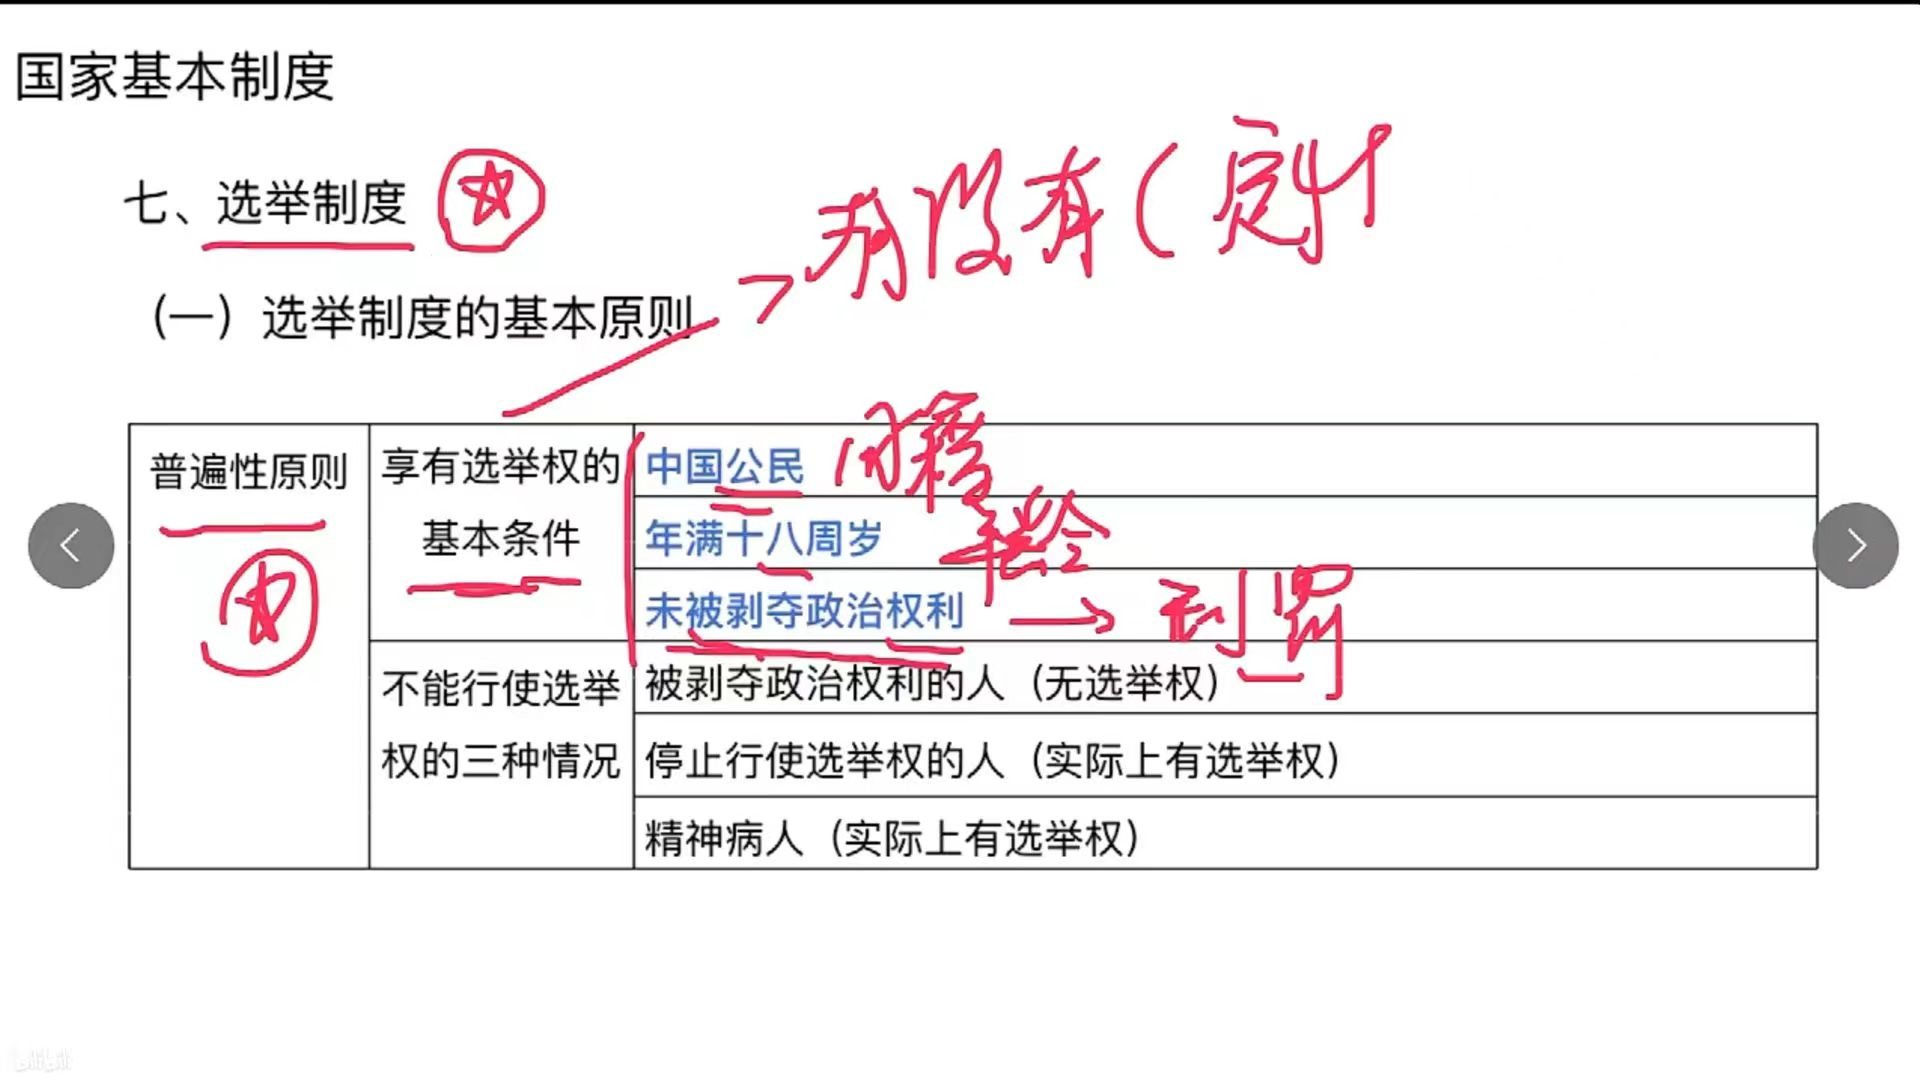 国家基本制度
七、选举制度
有没有(定性
(一) 选举制度的基本原则
普遍性原则
享有选举权的
基本条件
中国公民 国籍
年满十八周岁 年龄
未被剥夺政治权利 → 刑罚
不能行使选举
权的三种情况
被剥夺政治权利的人(无选举权)
停止行使选举权的人(实际上有选举权)
精神病人(实际上有选举权)
bilibili